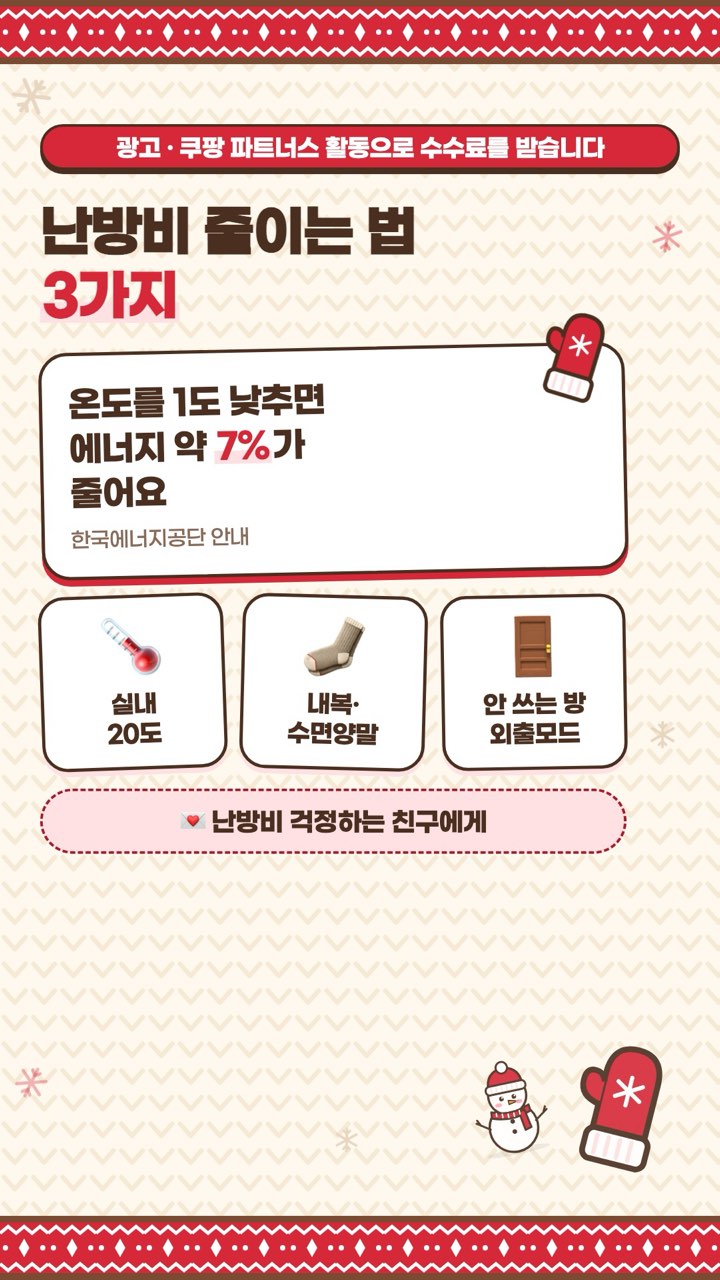 광고 · 쿠팡 파트너스 활동으로 수수료를 받습니다
난방비 줄이는 법
3가지
온도를 1도 낮추면
에너지 약 7%가
줄어요
한국에너지공단 안내
실내
20도
내복·
수면양말
안 쓰는 방
외출모드
💌 난방비 걱정하는 친구에게